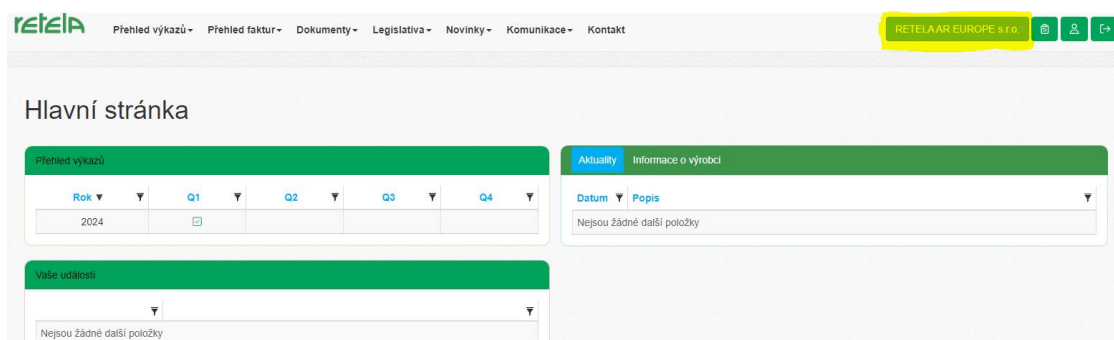 retela
Přehled výkazů Přehled faktur Dokumenty Legislativa Novinky Komunikace Kontakt RETELA AR EUROPE s.r.o.
Hlavní stránka
Přehled výkazů
Rok Q1 Q2 Q3 Q4
2024
Aktuality Informace o výrobci
Datum Popis
Nejsou žádné další položky
Vaše události
Nejsou žádné další položky